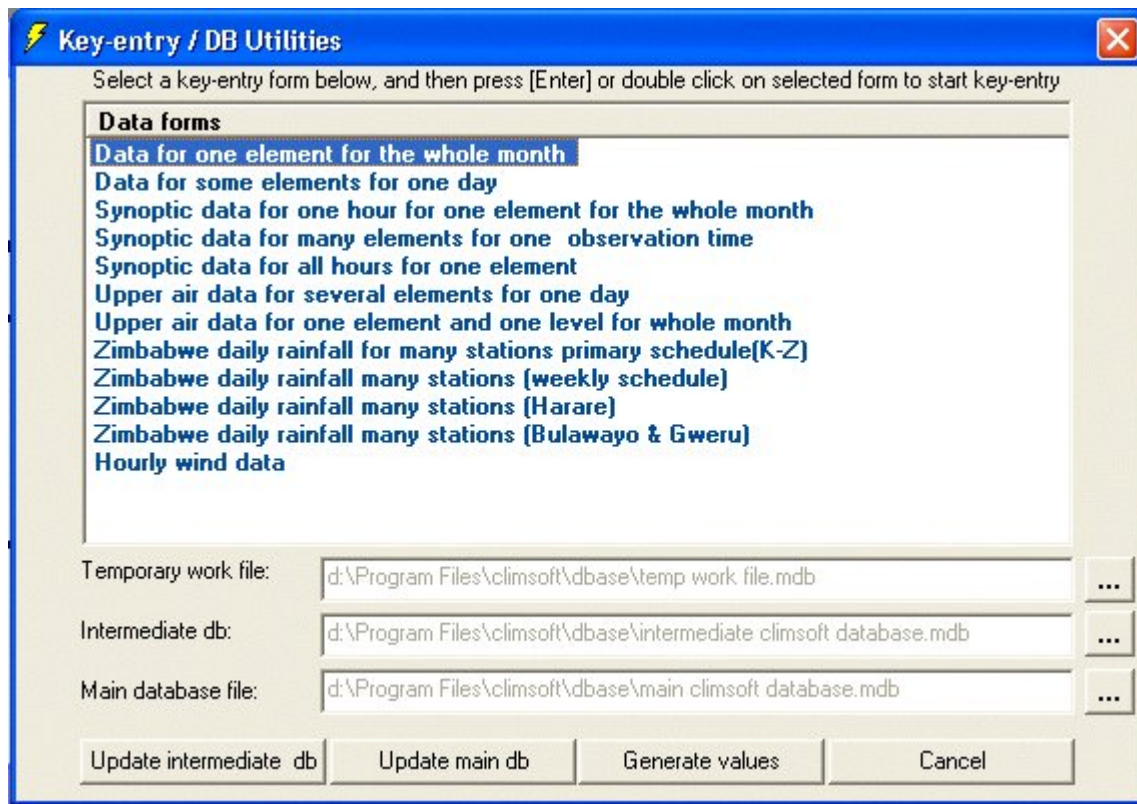 Key-entry / DB Utilities
Select a key-entry form below, and then press [Enter] or double click on selected form to start key-entry
Data forms
Data for one element for the whole month
Data for some elements for one day
Synoptic data for one hour for one element for the whole month
Synoptic data for many elements for one  observation time
Synoptic data for all hours for one element
Upper air data for several elements for one day
Upper air data for one element and one level for whole month
Zimbabwe daily rainfall for many stations primary schedule(K-Z)
Zimbabwe daily rainfall many stations (weekly schedule)
Zimbabwe daily rainfall many stations (Harare)
Zimbabwe daily rainfall many stations (Bulawayo & Gweru)
Hourly wind data
Temporary work file: d:\Program Files\climsoft\dbase\temp work file.mdb ...
Intermediate db: d:\Program Files\climsoft\dbase\intermediate climsoft database.mdb ...
Main database file: d:\Program Files\climsoft\dbase\main climsoft database.mdb ...
Update intermediate  db Update main db Generate values Cancel